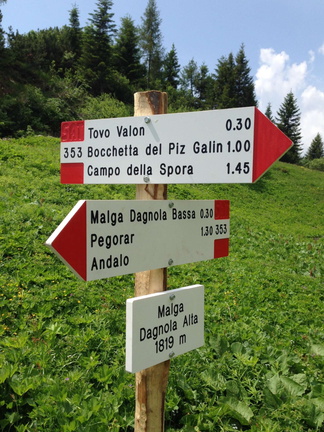 Tovo Valon 0.30
353 Bocchetta del Piz Galin 1.00
Campo della Spora 1.45
Malga Dagnola Bassa 0.30
Pegorar 1.30 353
Andalo
Malga
Dagnola Alta
1819 m